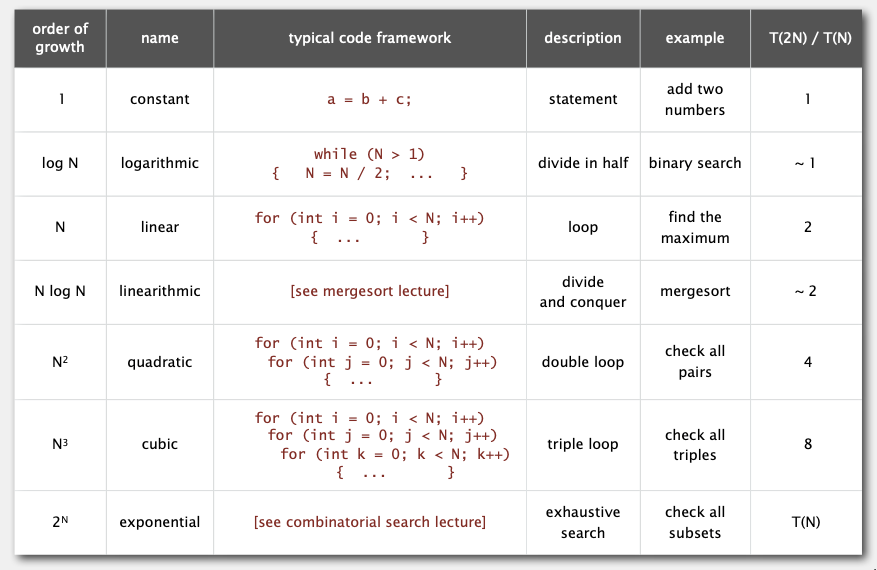 order of growth | name | typical code framework | description | example | T(2N) / T(N)
1 | constant | a = b + c; | statement | add two numbers | 1
log N | logarithmic | while (N > 1) { N = N / 2; ... } | divide in half | binary search | ~ 1
N | linear | for (int i = 0; i < N; i++) { ... } | loop | find the maximum | 2
N log N | linearithmic | [see mergesort lecture] | divide and conquer | mergesort | ~ 2
N² | quadratic | for (int i = 0; i < N; i++) for (int j = 0; j < N; j++) { ... } | double loop | check all pairs | 4
N³ | cubic | for (int i = 0; i < N; i++) for (int j = 0; j < N; j++) for (int k = 0; k < N; k++) { ... } | triple loop | check all triples | 8
2ᴺ | exponential | [see combinatorial search lecture] | exhaustive search | check all subsets | T(N)